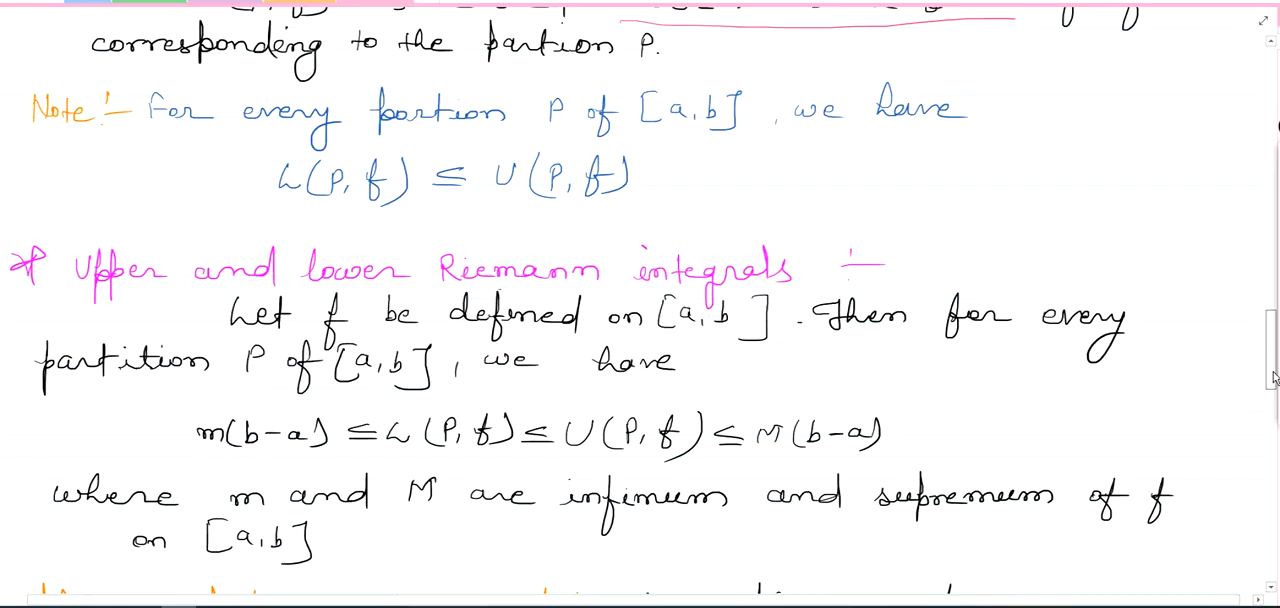 corresponding to the partion P.
Note :- For every partion P of [a,b], we have
L(P, f) ≤ U(P, f)
* Upper and lower Riemann integrals :-
Let f be defined on [a,b]. Then for every
partition P of [a,b], we have
m(b-a) ≤ L(P, f) ≤ U(P, f) ≤ M(b-a)
where m and M are infimum and supremum of f
on [a,b]